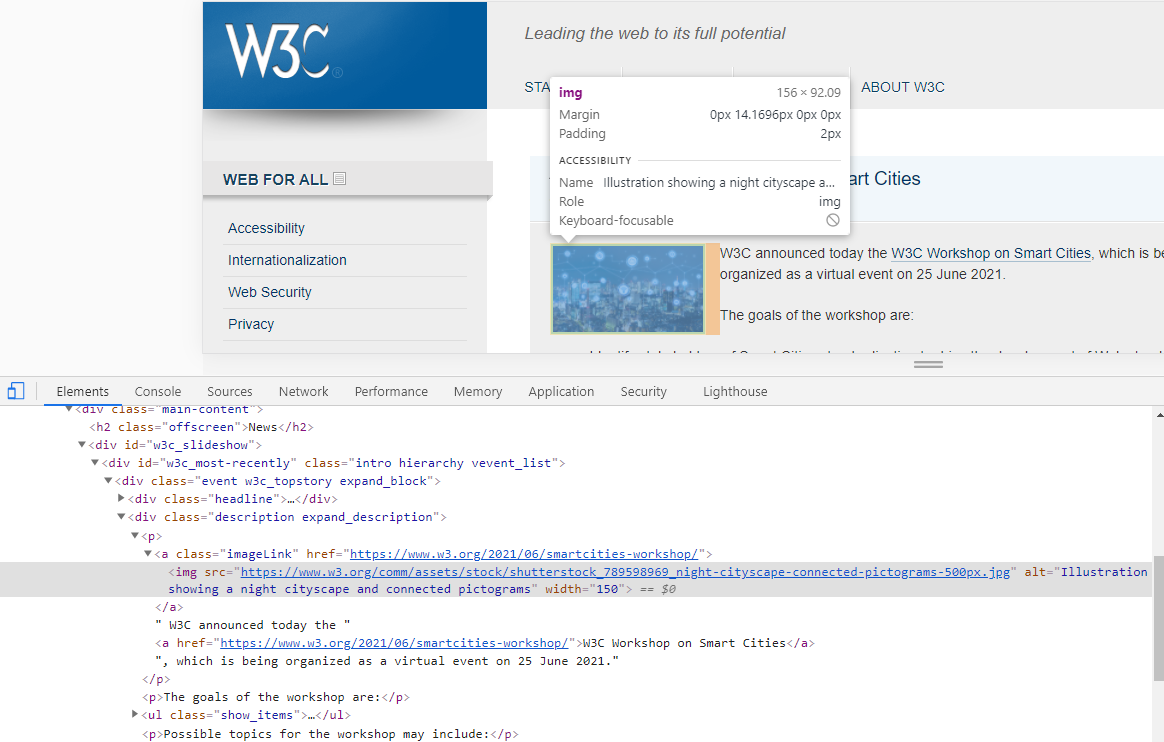 W3C®
Leading the web to its full potential
STA
ABOUT W3C
img 156 × 92.09
Margin 0px 14.1696px 0px 0px
Padding 2px
ACCESSIBILITY
Name Illustration showing a night cityscape a...
Role img
Keyboard-focusable
WEB FOR ALL
art Cities
Accessibility
Internationalization
Web Security
Privacy
W3C announced today the W3C Workshop on Smart Cities, which is be
organized as a virtual event on 25 June 2021.
The goals of the workshop are:
Elements Console Sources Network Performance Memory Application Security Lighthouse
▼<div class="main-content">
<h2 class="offscreen">News</h2>
▼<div id="w3c_slideshow">
▼<div id="w3c_most-recently" class="intro hierarchy vevent_list">
▼<div class="event w3c_topstory expand_block">
▶<div class="headline">…</div>
▼<div class="description expand_description">
▼<p>
▼<a class="imageLink" href="https://www.w3.org/2021/06/smartcities-workshop/">
<img src="https://www.w3.org/comm/assets/stock/shutterstock_789598969_night-cityscape-connected-pictograms-500px.jpg" alt="Illustration
showing a night cityscape and connected pictograms" width="150"> == $0
</a>
" W3C announced today the "
<a href="https://www.w3.org/2021/06/smartcities-workshop/">W3C Workshop on Smart Cities</a>
", which is being organized as a virtual event on 25 June 2021."
</p>
<p>The goals of the workshop are:</p>
▶<ul class="show_items">…</ul>
<p>Possible topics for the workshop may include:</p>